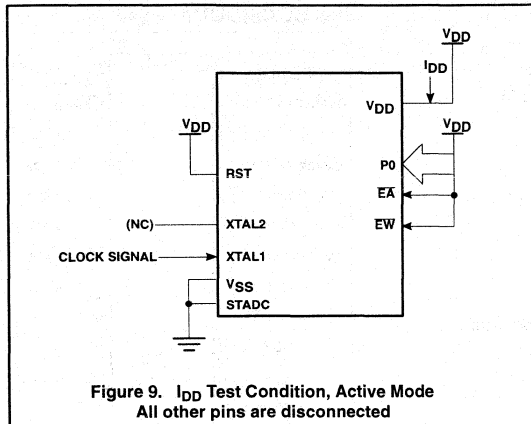 VDD
IDD
VDD
VDD
VDD
P0
RST
EA
(NC)
XTAL2
EW
CLOCK SIGNAL
XTAL1
VSS
STADC
Figure 9. IDD Test Condition, Active Mode
All other pins are disconnected